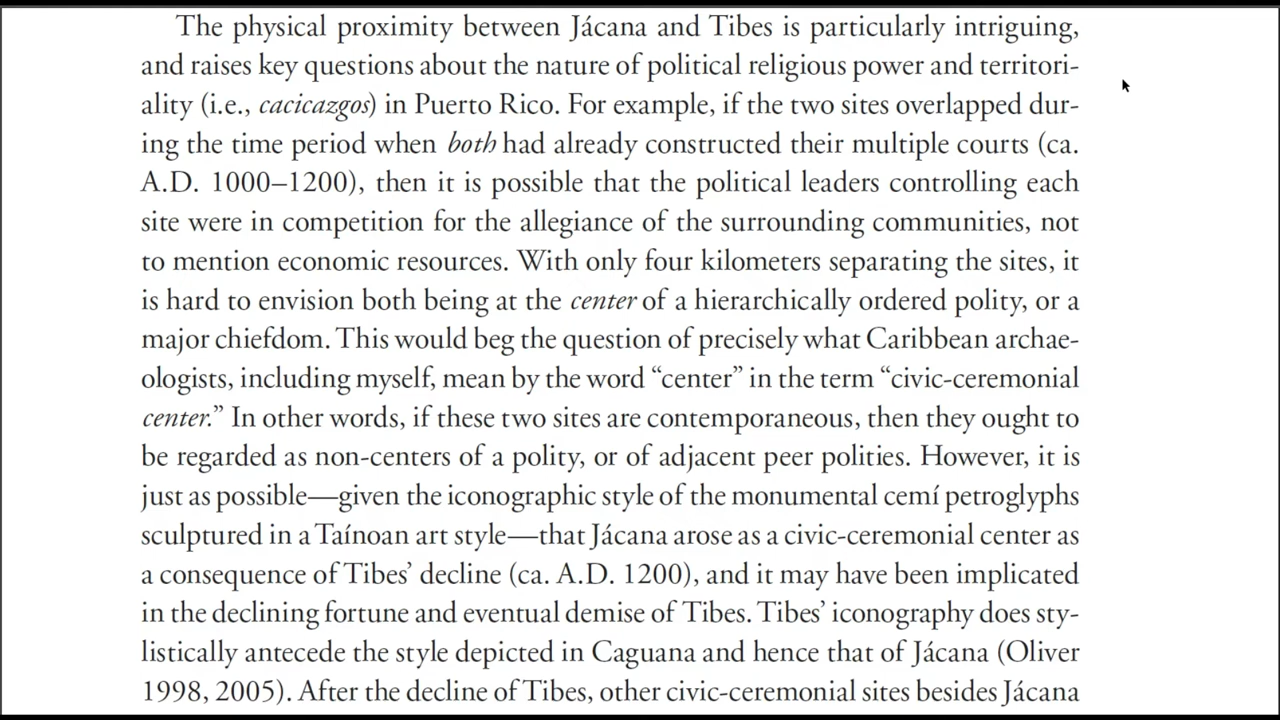 The physical proximity between Jácana and Tibes is particularly intriguing,
and raises key questions about the nature of political religious power and territori-
ality (i.e., cacicazgos) in Puerto Rico. For example, if the two sites overlapped dur-
ing the time period when both had already constructed their multiple courts (ca.
A.D. 1000–1200), then it is possible that the political leaders controlling each
site were in competition for the allegiance of the surrounding communities, not
to mention economic resources. With only four kilometers separating the sites, it
is hard to envision both being at the center of a hierarchically ordered polity, or a
major chiefdom. This would beg the question of precisely what Caribbean archae-
ologists, including myself, mean by the word “center” in the term “civic-ceremonial
center.” In other words, if these two sites are contemporaneous, then they ought to
be regarded as non-centers of a polity, or of adjacent peer polities. However, it is
just as possible—given the iconographic style of the monumental cemí petroglyphs
sculptured in a Taínoan art style—that Jácana arose as a civic-ceremonial center as
a consequence of Tibes’ decline (ca. A.D. 1200), and it may have been implicated
in the declining fortune and eventual demise of Tibes. Tibes’ iconography does sty-
listically antecede the style depicted in Caguana and hence that of Jácana (Oliver
1998, 2005). After the decline of Tibes, other civic-ceremonial sites besides Jácana